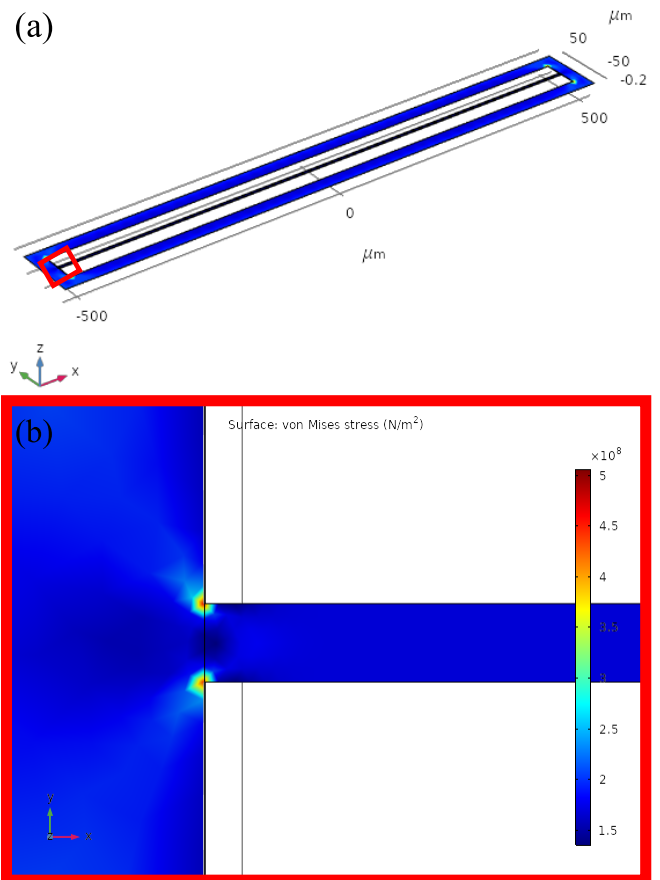 (a)
μm
50
-50
-0.2
500
0
μm
-500
z
y
x
(b)
Surface: von Mises stress (N/m²)
×10⁸
5
4.5
4
3.5
3
2.5
2
1.5
y
z
x